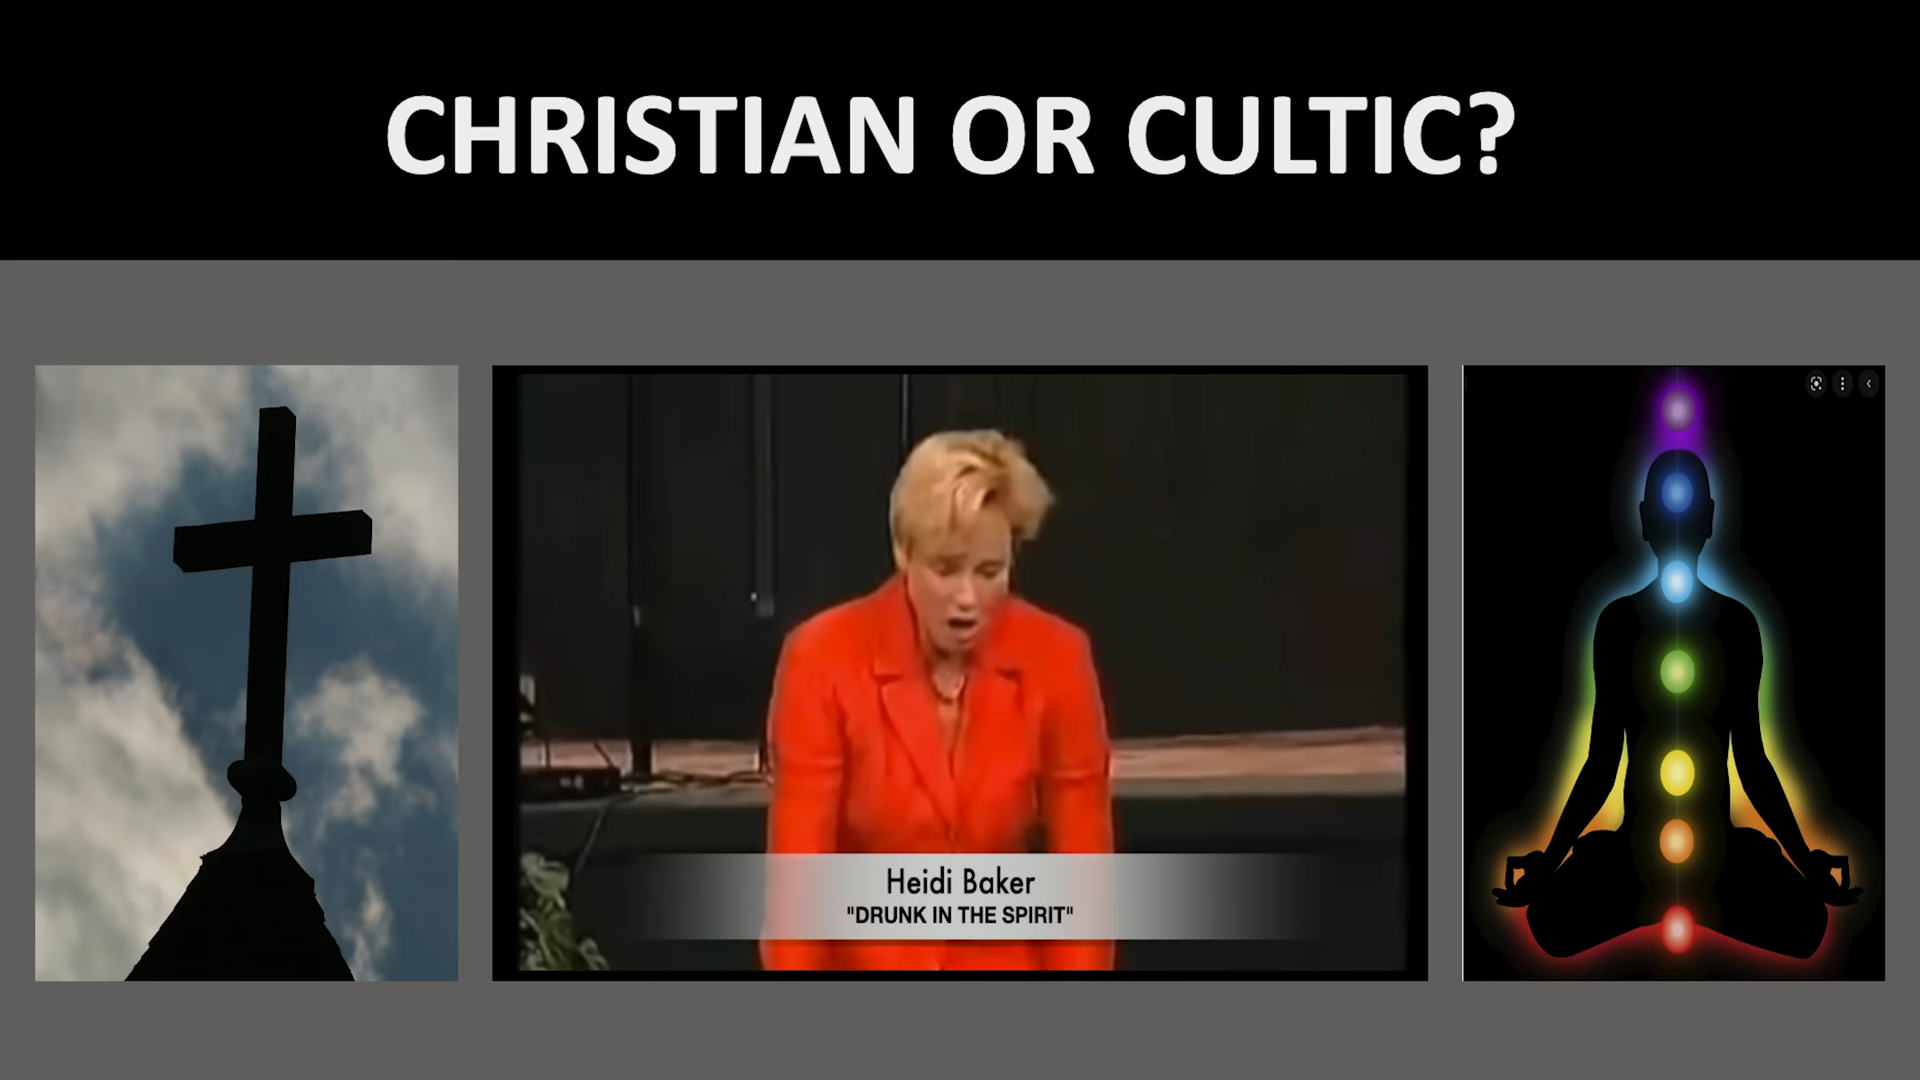 CHRISTIAN OR CULTIC?
Heidi Baker
"DRUNK IN THE SPIRIT"